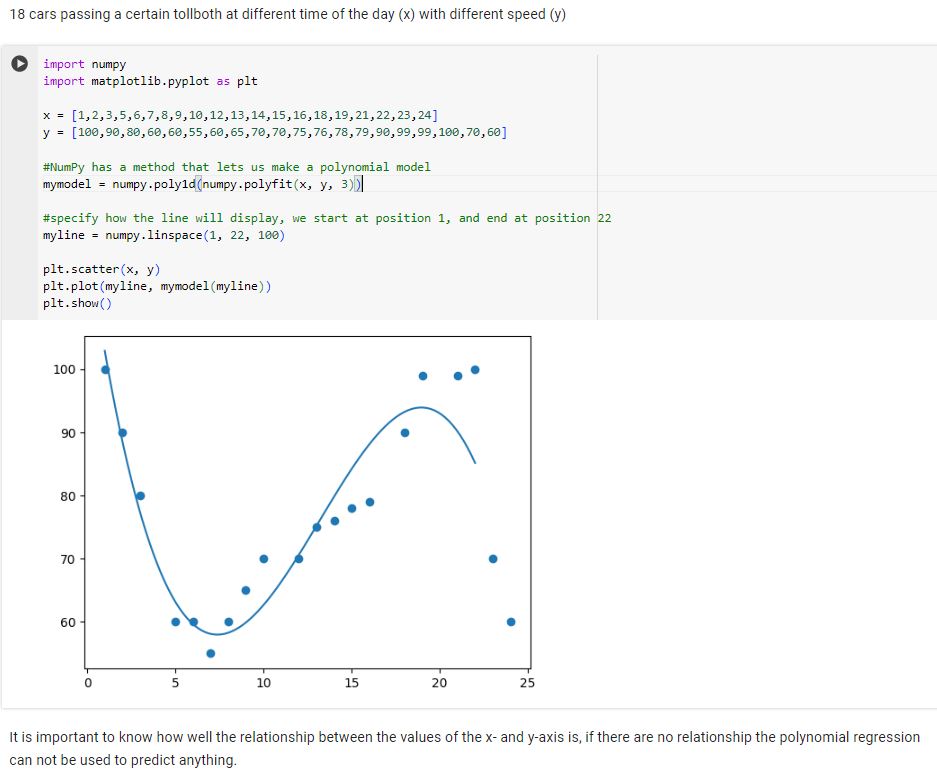 18 cars passing a certain tollboth at different time of the day (x) with different speed (y)
import numpy
import matplotlib.pyplot as plt
x = [1,2,3,5,6,7,8,9,10,12,13,14,15,16,18,19,21,22,23,24]
y = [100,90,80,60,60,55,60,65,70,70,75,76,78,79,90,99,99,100,70,60]
#NumPy has a method that lets us make a polynomial model
mymodel = numpy.poly1d(numpy.polyfit(x, y, 3))
#specify how the line will display, we start at position 1, and end at position 22
myline = numpy.linspace(1, 22, 100)
plt.scatter(x, y)
plt.plot(myline, mymodel(myline))
plt.show()
100
90
80
70
60
0 5 10 15 20 25
It is important to know how well the relationship between the values of the x- and y-axis is, if there are no relationship the polynomial regression
can not be used to predict anything.